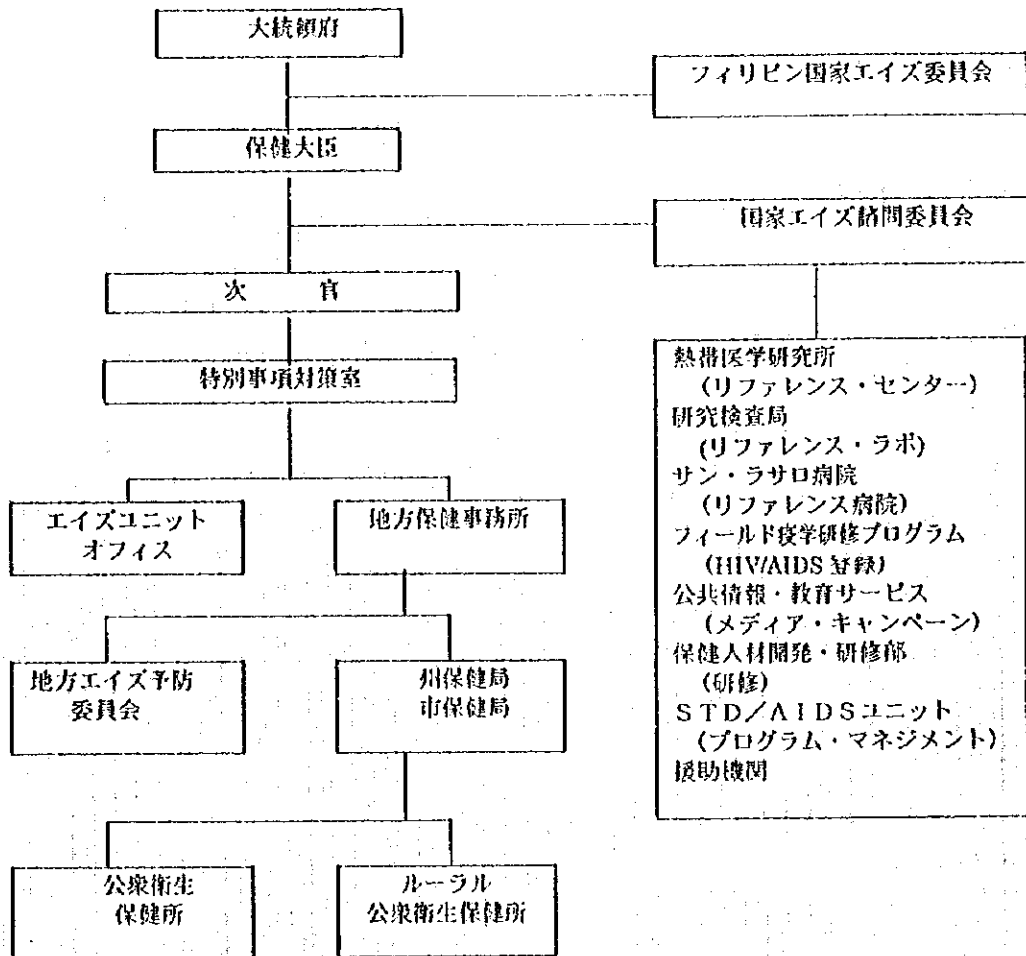 大統領府
フィリピン国家エイズ委員会
保健大臣
国家エイズ諮問委員会
次　　官
特別事項対策室
熱帯医学研究所
(リファレンス・センター)
研究検査局
(リファレンス・ラボ)
サン・ラサロ病院
(リファレンス病院)
フィールド疫学研修プログラム
(HIV/AIDS 登録)
公共情報・教育サービス
(メディア・キャンペーン)
保健人材開発・研修部
(研修)
ＳＴＤ／ＡＩＤＳユニット
(プログラム・マネジメント)
援助機関
エイズユニット
オフィス
地方保健事務所
地方エイズ予防
委員会
州保健局
市保健局
公衆衛生
保健所
ルーラル
公衆衛生保健所